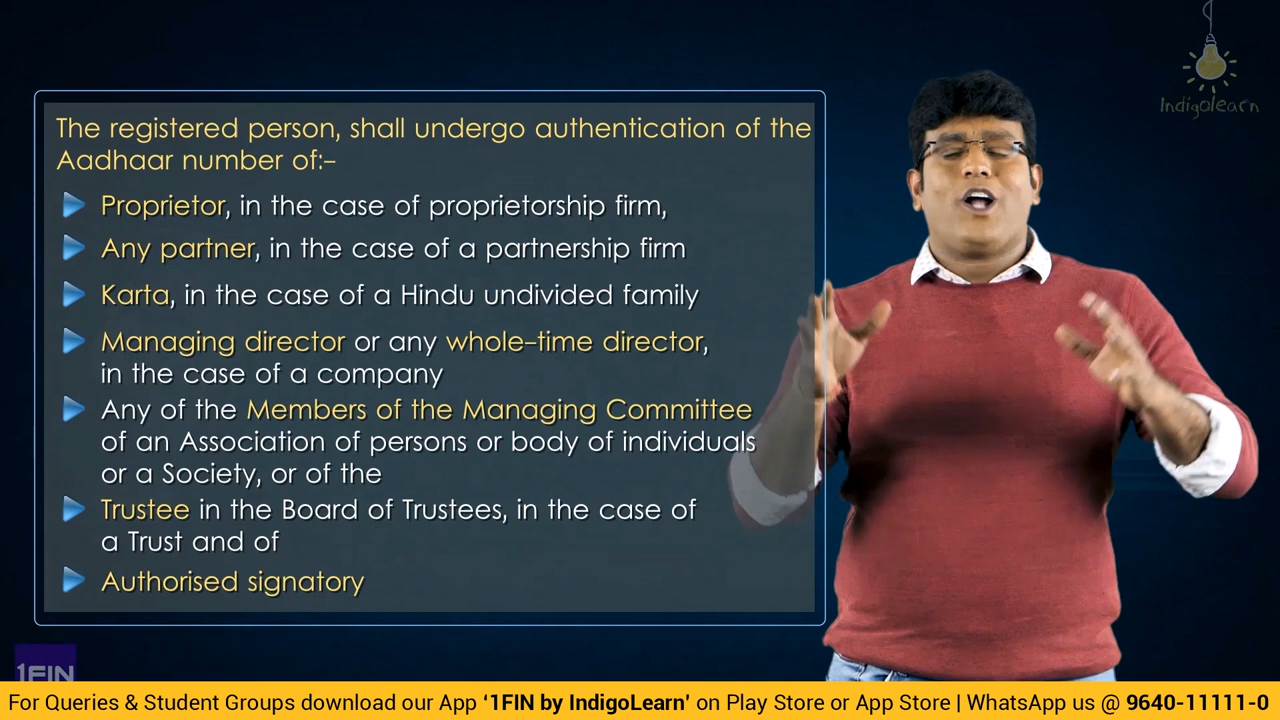 Indigolearn
The registered person, shall undergo authentication of the
Aadhaar number of:-
Proprietor, in the case of proprietorship firm,
Any partner, in the case of a partnership firm
Karta, in the case of a Hindu undivided family
Managing director or any whole-time director,
in the case of a company
Any of the Members of the Managing Committee
of an Association of persons or body of individuals
or a Society, or of the
Trustee in the Board of Trustees, in the case of
a Trust and of
Authorised signatory
1FIN
For Queries & Student Groups download our App ‘1FIN by IndigoLearn’ on Play Store or App Store | WhatsApp us @ 9640-11111-0